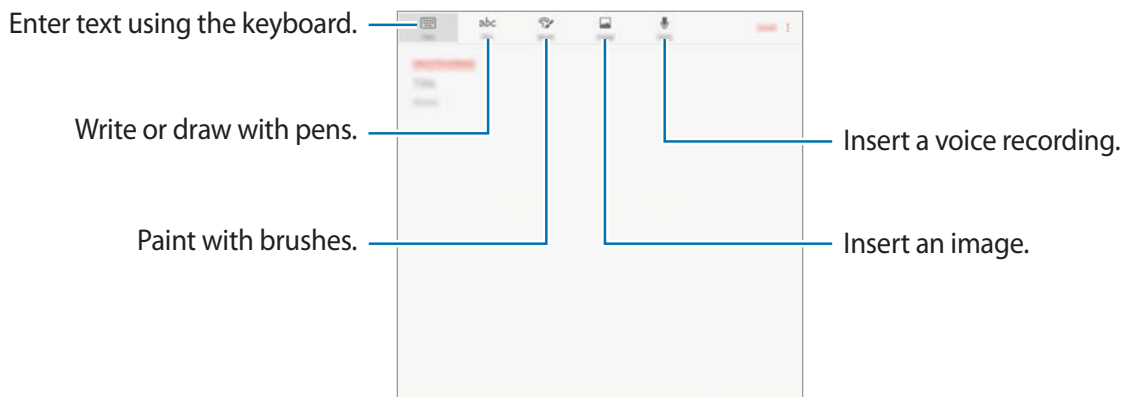 Enter text using the keyboard.
abc
Write or draw with pens.
Insert a voice recording.
Paint with brushes.
Insert an image.